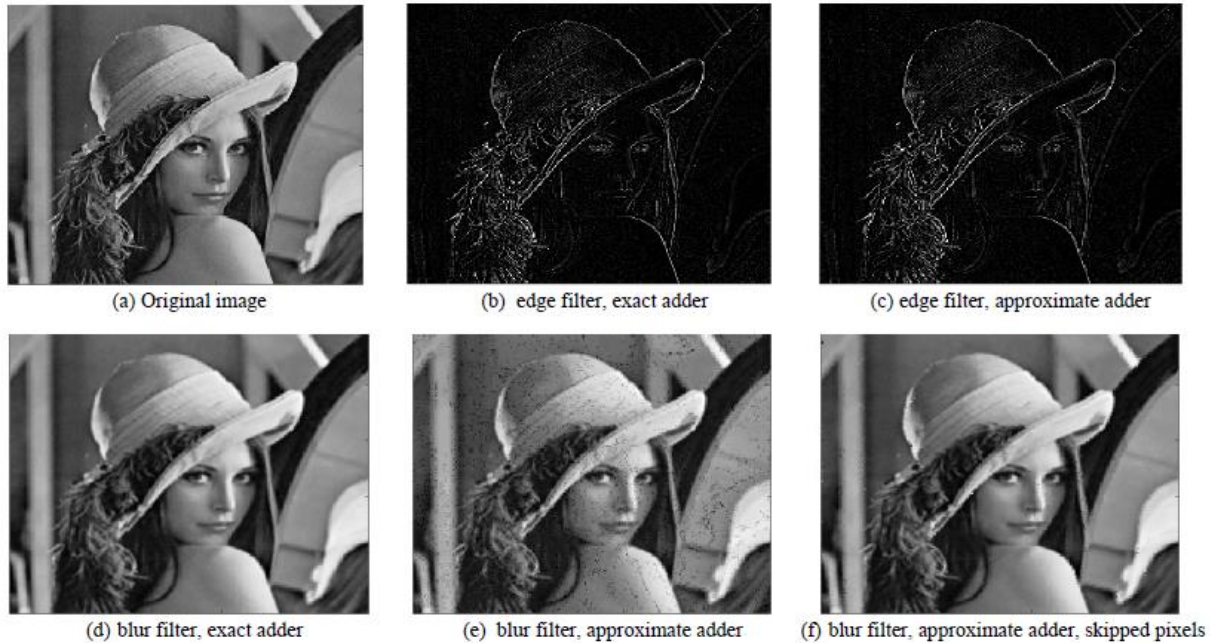 (a) Original image
(b) edge filter, exact adder
(c) edge filter, approximate adder
(d) blur filter, exact adder
(e) blur filter, approximate adder
(f) blur filter, approximate adder, skipped pixels